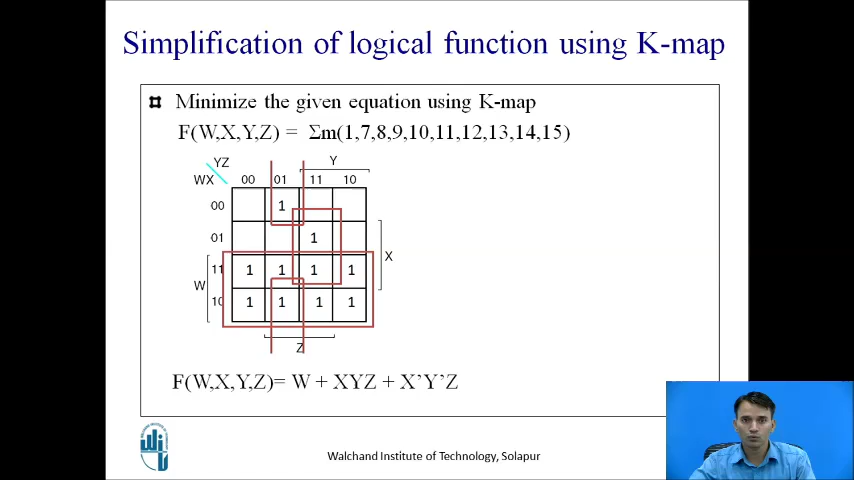 Simplification of logical function using K-map
Minimize the given equation using K-map
F(W,X,Y,Z) = Σm(1,7,8,9,10,11,12,13,14,15)
YZ
Y
WX
00 01 11 10
00 1
01 1
X
11 1 1 1 1
W
10 1 1 1 1
Z
F(W,X,Y,Z)= W + XYZ + X’Y’Z
Walchand Institute of Technology, Solapur